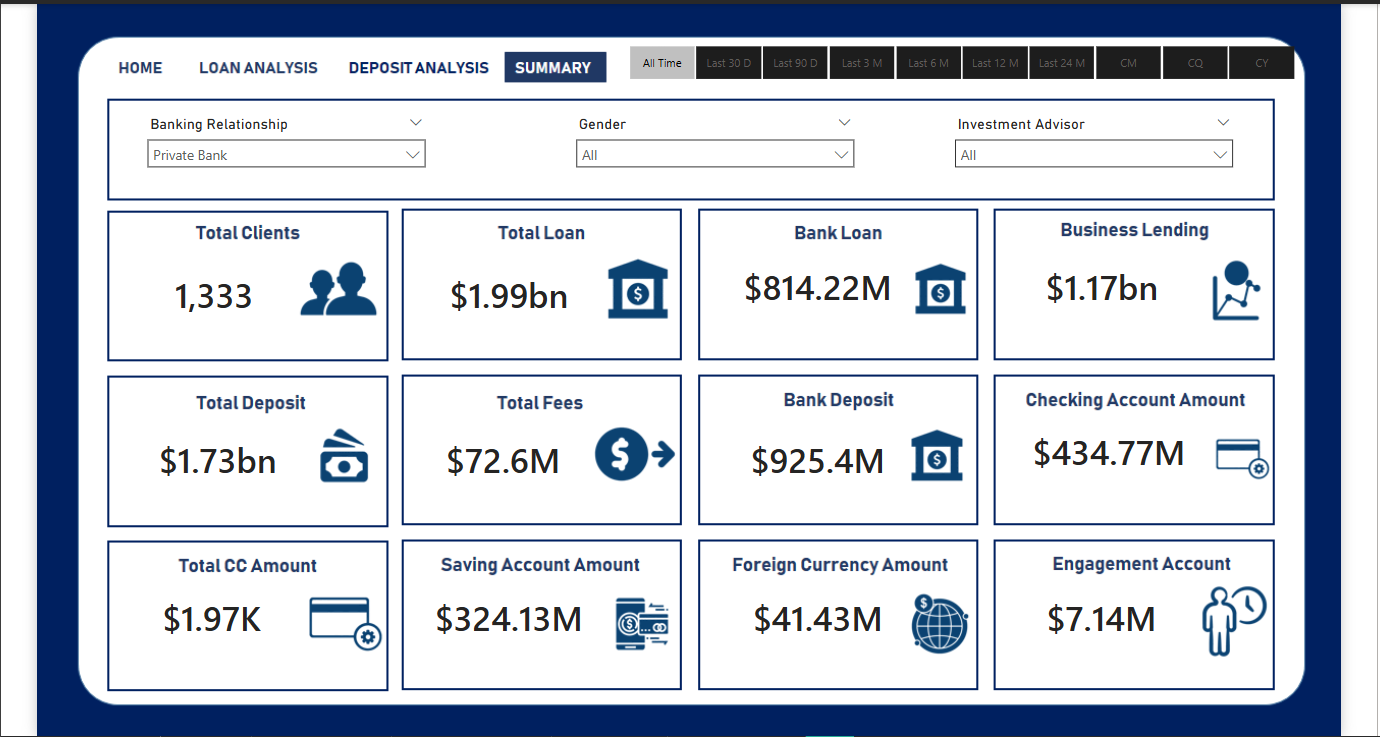 HOME LOAN ANALYSIS DEPOSIT ANALYSIS SUMMARY All Time Last 30 D Last 90 D Last 3 M Last 6 M Last 12 M Last 24 M CM CQ CY
Banking Relationship Gender Investment Advisor
Private Bank All All
Total Clients
1,333
Total Loan
$1.99bn
Bank Loan
$814.22M
Business Lending
$1.17bn
Total Deposit
$1.73bn
Total Fees
$72.6M
Bank Deposit
$925.4M
Checking Account Amount
$434.77M
Total CC Amount
$1.97K
Saving Account Amount
$324.13M
Foreign Currency Amount
$41.43M
Engagement Account
$7.14M